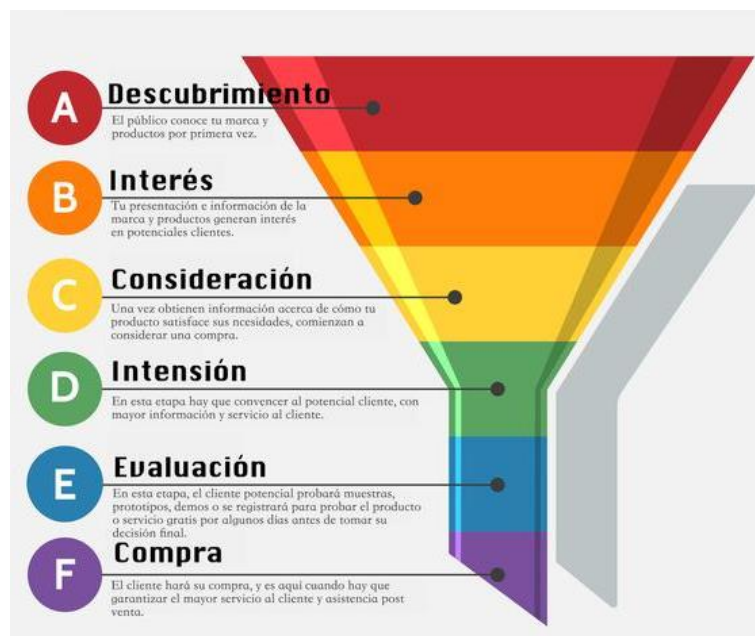 A
Descubrimiento
El público conoce tu marca y
productos por primera vez.
B
Interés
Tu presentación e información de la
marca y productos generan interés
en potenciales clientes.
C
Consideración
Una vez obtienen información acerca de cómo tu
producto satisface sus ncesidades, comienzan a
considerar una compra.
D
Intensión
En esta etapa hay que convencer al potencial cliente, con
mayor información y servicio al cliente.
E
Evaluación
En esta etapa, el cliente potencial probará muestras,
prototipos, demos o se registrará para probar el producto
o servicio gratis por algunos días antes de tomar su
decisión final.
F
Compra
El cliente hará su compra, y es aquí cuando hay que
garantizar el mayor servicio al cliente y asistencia post
venta.